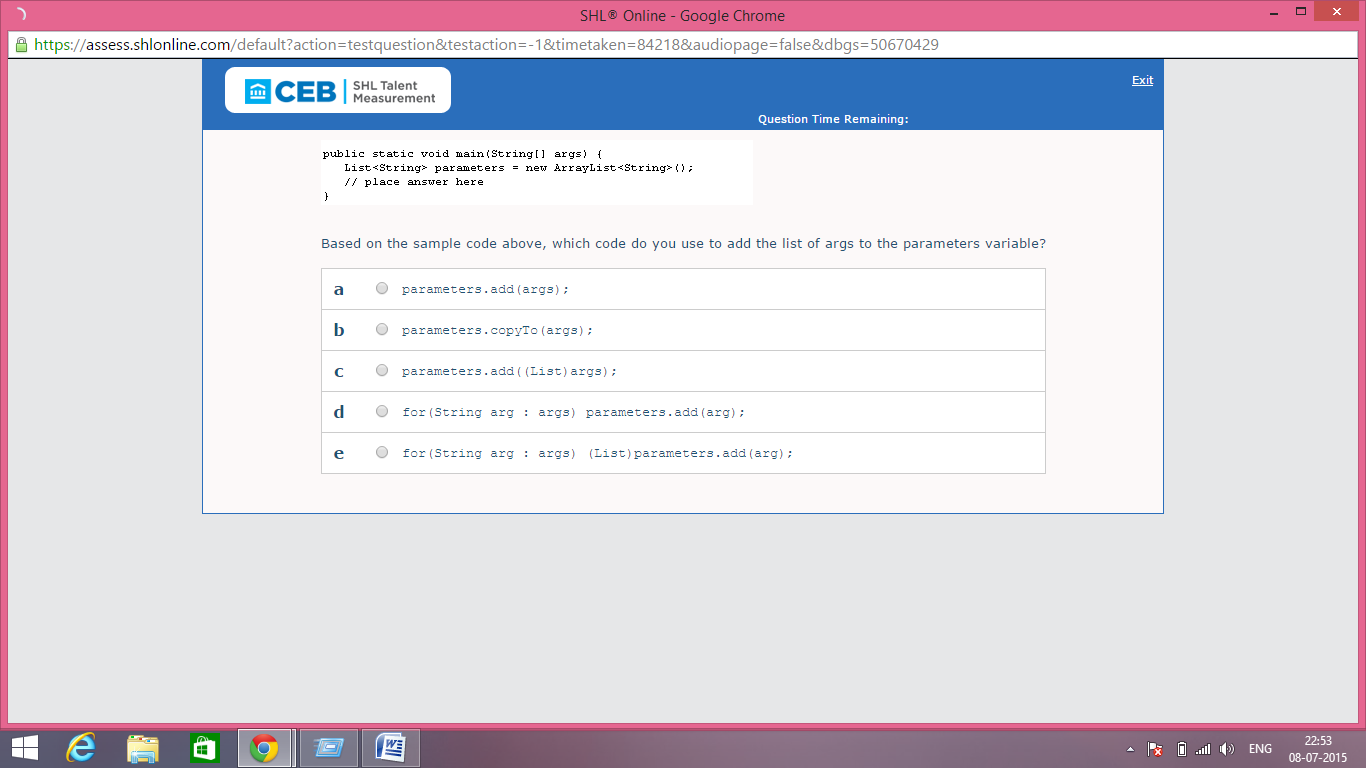 SHL® Online - Google Chrome
https://assess.shlonline.com/default?action=testquestion&testaction=-1&timetaken=84218&audiopage=false&dbgs=50670429
CEB SHL Talent Measurement
Exit
Question Time Remaining:
public static void main(String[] args) {
List<String> parameters = new ArrayList<String>();
// place answer here
}
Based on the sample code above, which code do you use to add the list of args to the parameters variable?
a parameters.add(args);
b parameters.copyTo(args);
c parameters.add((List)args);
d for(String arg : args) parameters.add(arg);
e for(String arg : args) (List)parameters.add(arg);
ENG
22:53
08-07-2015